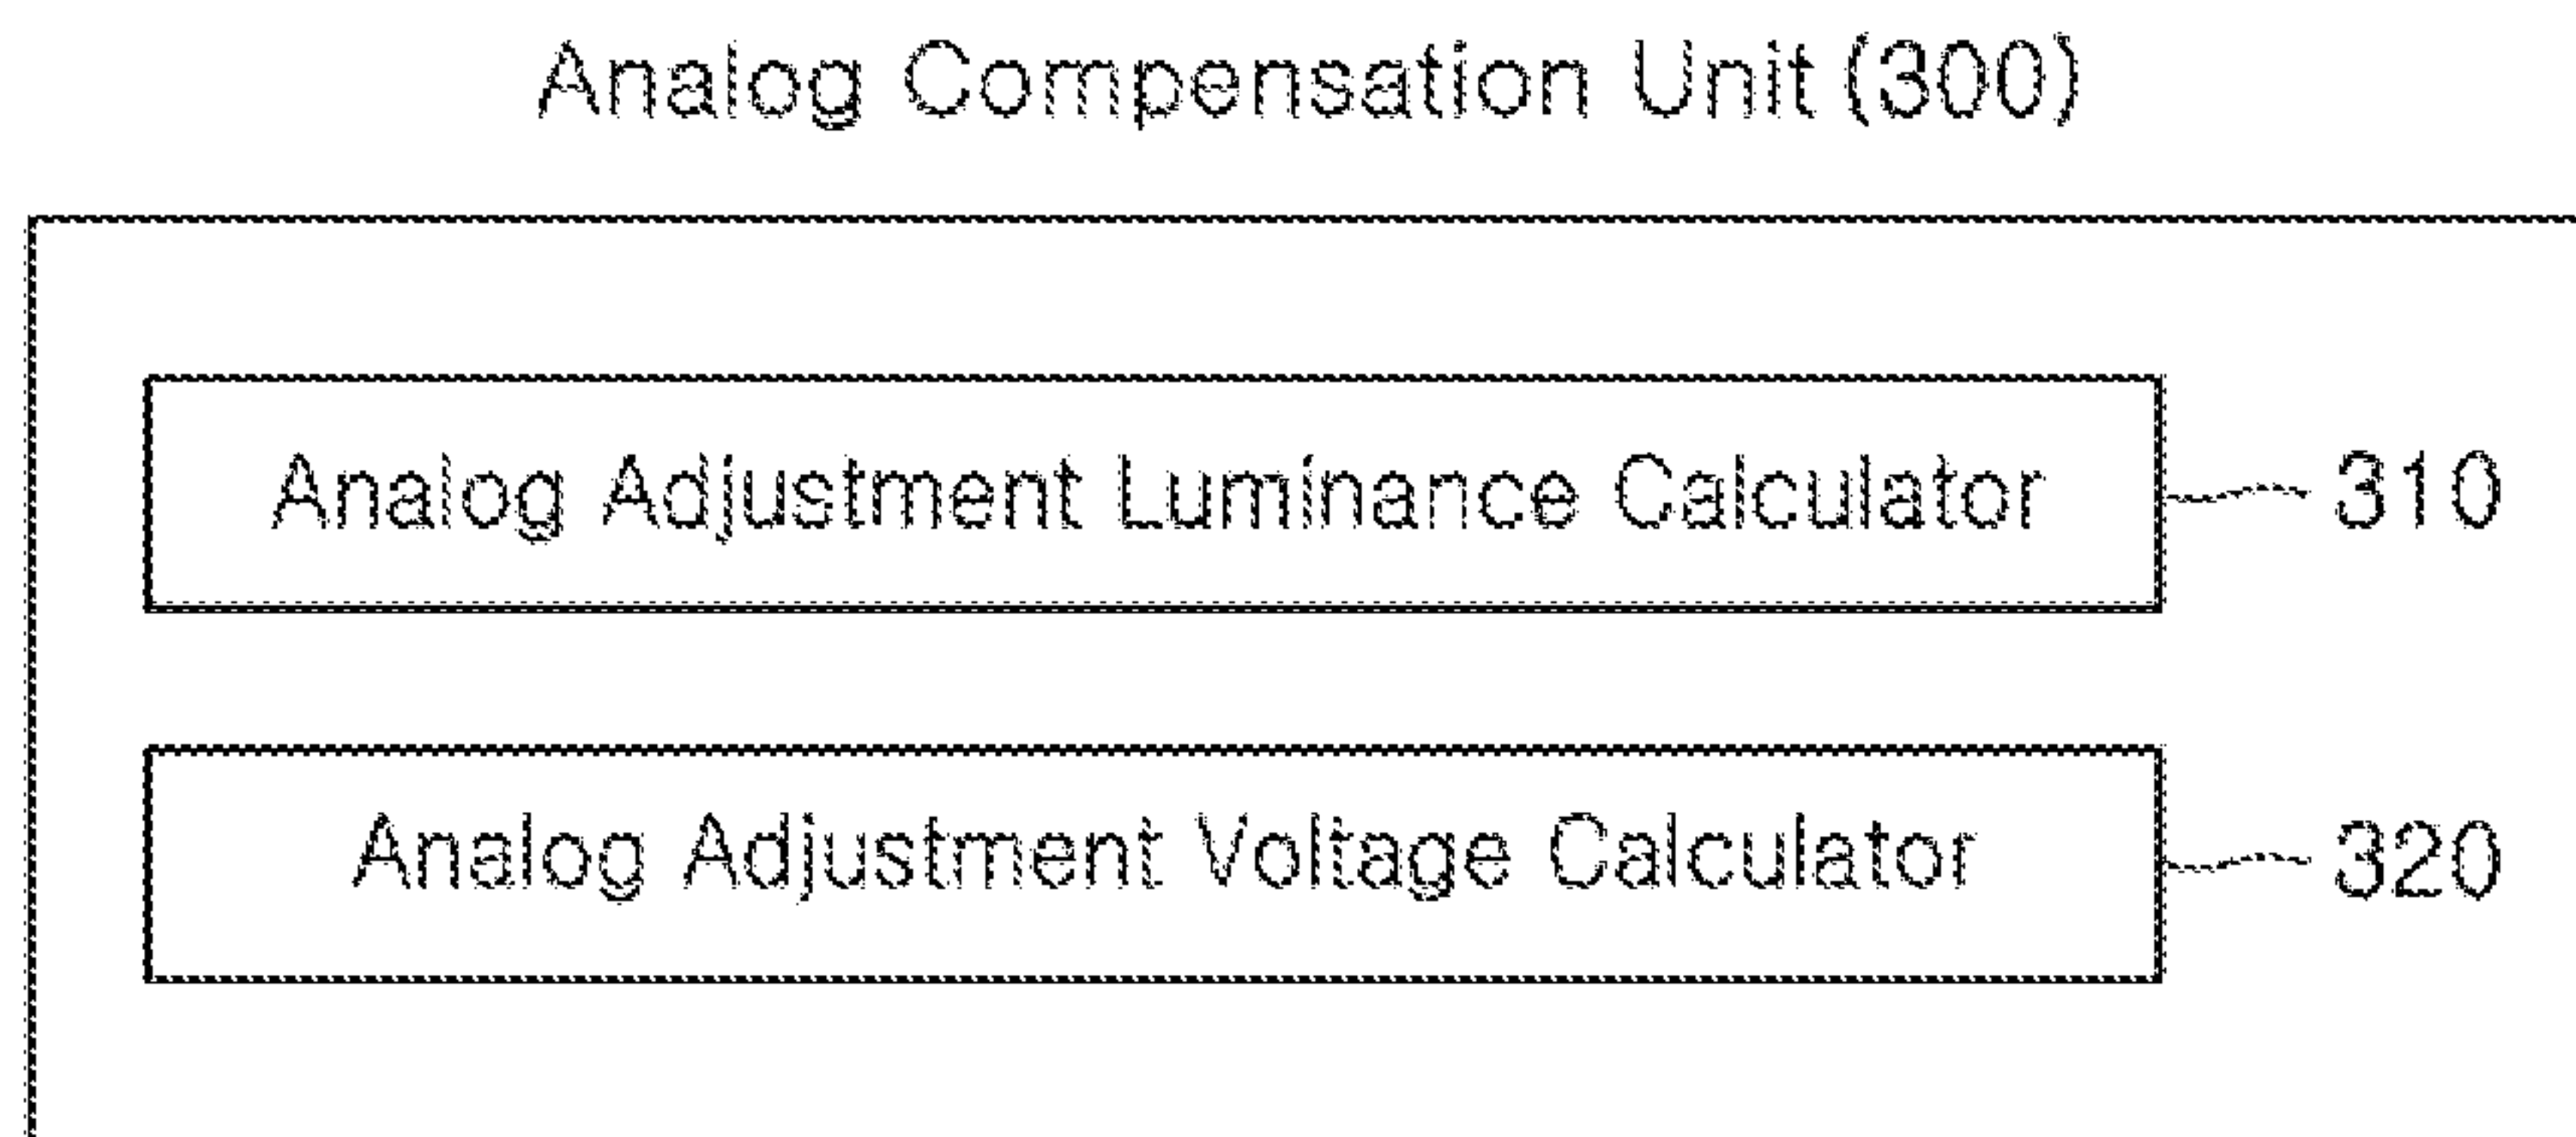 Analog Compensation Unit (300)
Analog Adjustment Luminance Calculator 310
Analog Adjustment Voltage Calculator 320